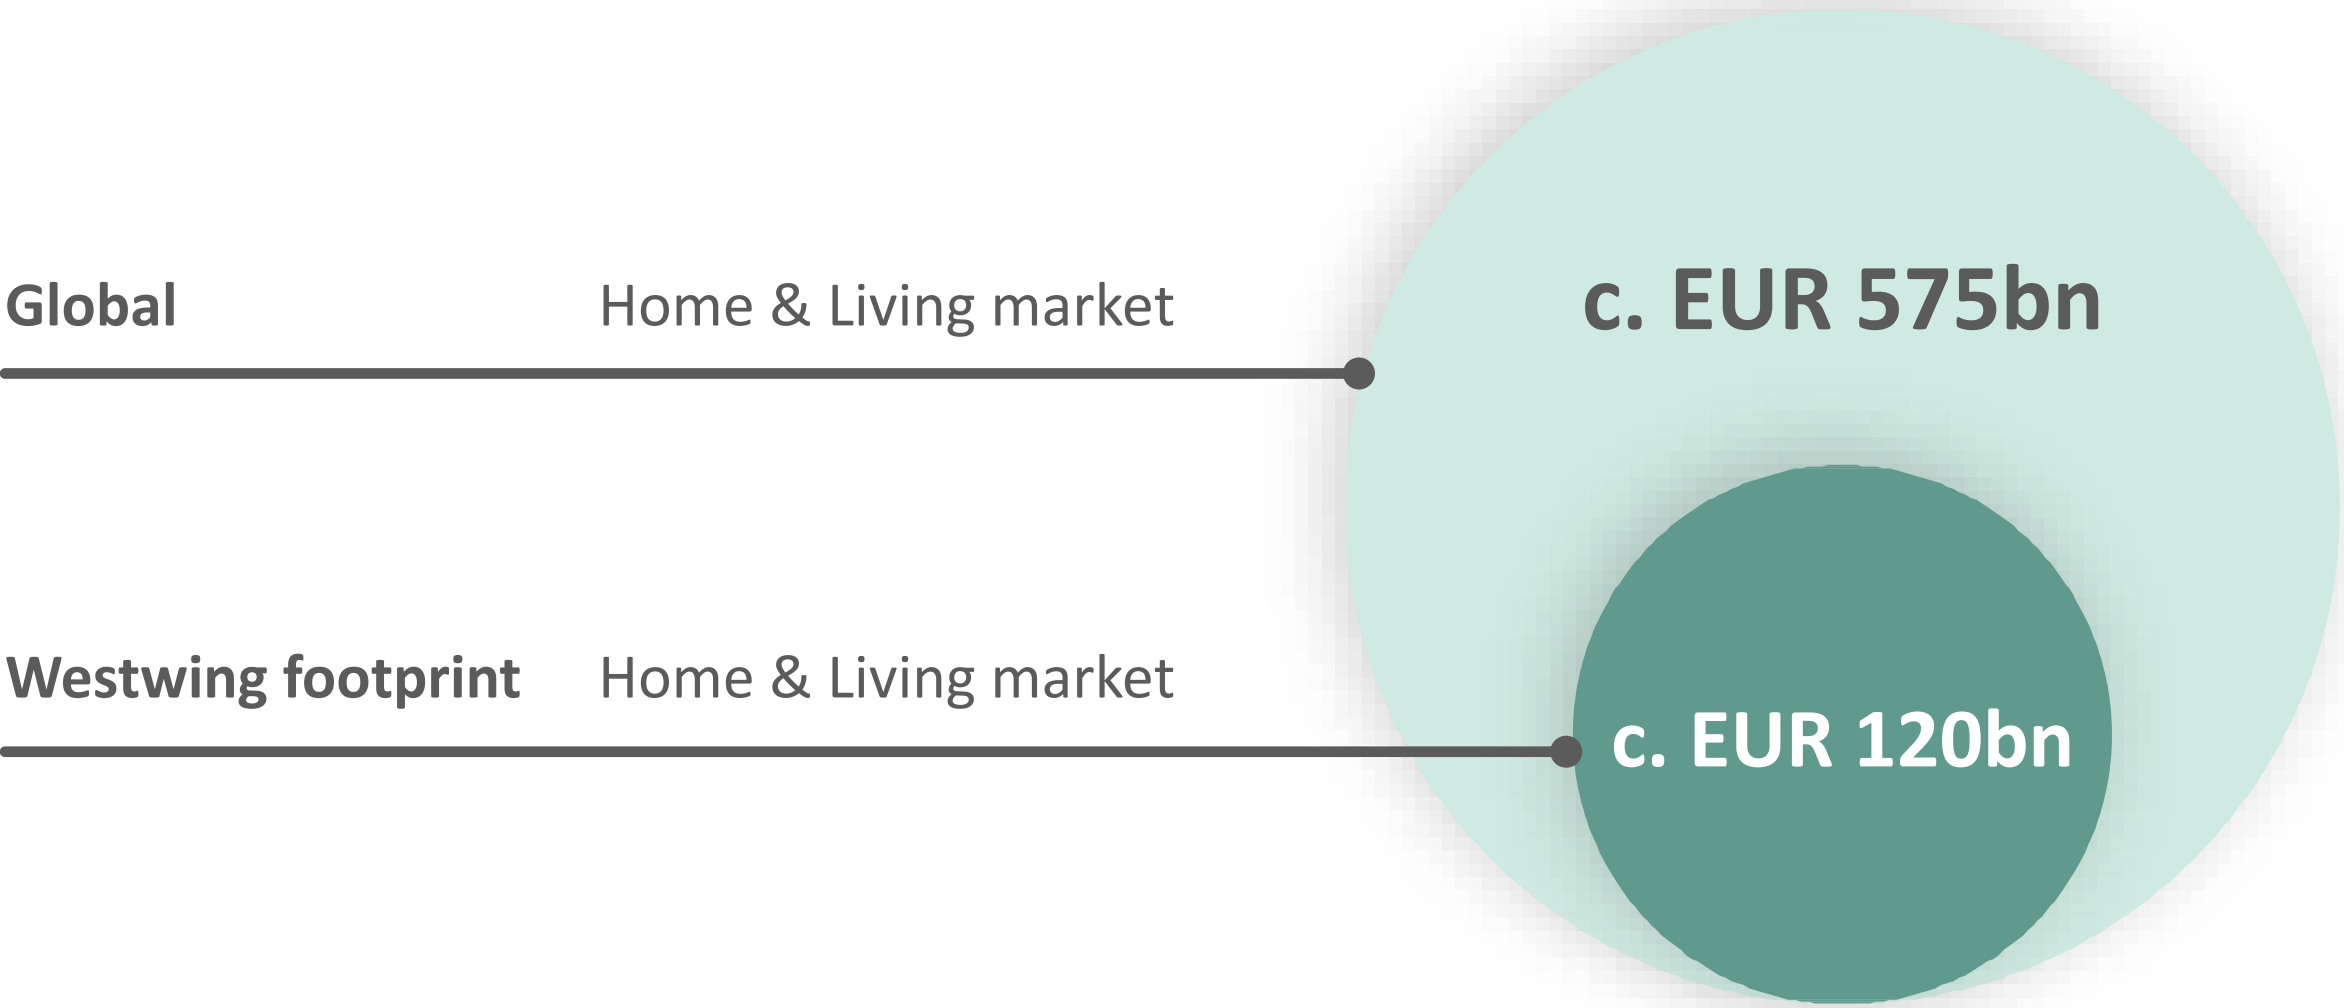 Global Home & Living market c. EUR 575bn
Westwing footprint Home & Living market c. EUR 120bn